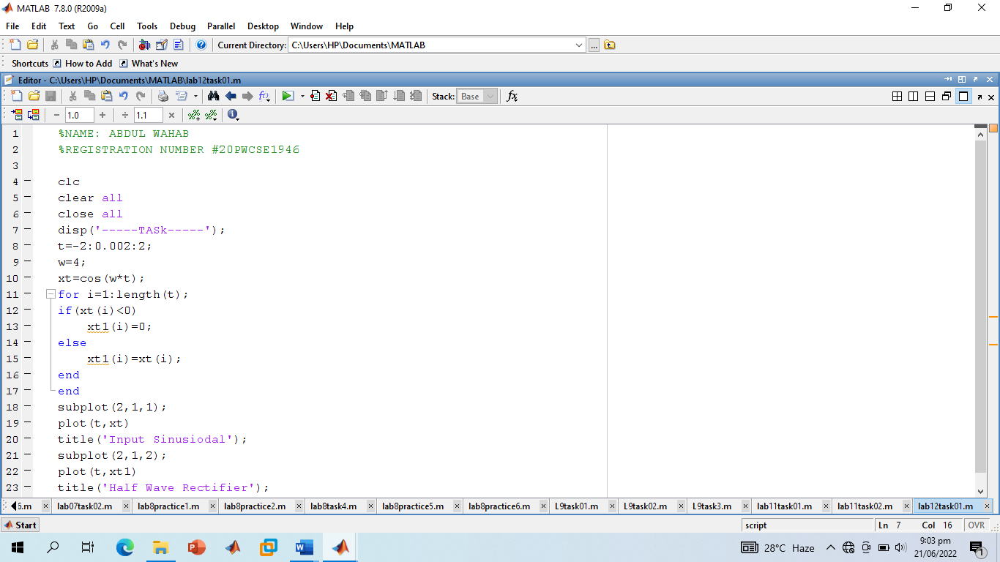 MATLAB 7.8.0 (R2009a)
File Edit Text Go Cell Tools Debug Parallel Desktop Window Help
Current Directory: C:\Users\HP\Documents\MATLAB ...
Shortcuts How to Add What's New
Editor - C:\Users\HP\Documents\MATLAB\lab12task01.m
Stack: Base fx
- 1.0 + ÷ 1.1 ×
1 %NAME: ABDUL WAHAB
2 %REGISTRATION NUMBER #20PWCSE1946
3
4 - clc
5 - clear all
6 - close all
7 - disp('-----TASk-----');
8 - t=-2:0.002:2;
9 - w=4;
10 - xt=cos(w*t);
11 - for i=1:length(t);
12 - if(xt(i)<0)
13 - xt1(i)=0;
14 - else
15 - xt1(i)=xt(i);
16 - end
17 - end
18 - subplot(2,1,1);
19 - plot(t,xt)
20 - title('Input Sinusiodal');
21 - subplot(2,1,2);
22 - plot(t,xt1)
23 - title('Half Wave Rectifier');
6.m lab07task02.m lab8practice1.m lab8practice2.m lab8task4.m lab8practice5.m lab8practice6.m L9task01.m L9task02.m L9task3.m lab11task01.m lab11task02.m lab12task01.m
Start script Ln 7 Col 16 OVR
28°C Haze 9:03 pm
21/06/2022 1